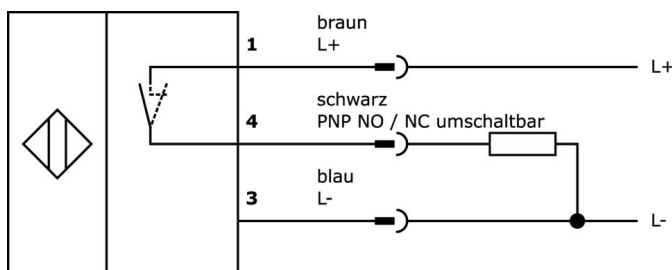 braun
1 L+
L+
schwarz
4 PNP NO / NC umschaltbar
blau
3 L-
L-